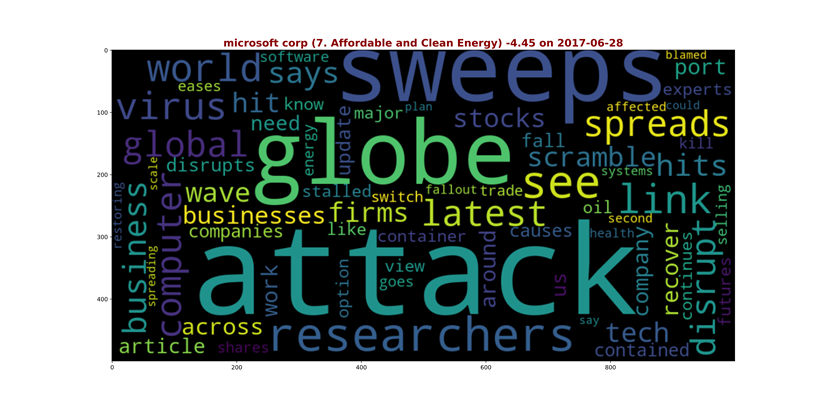 microsoft corp (7. Affordable and Clean Energy) -4.45 on 2017-06-28
0
100
200
300
400
0
200
400
600
800
world
software
says
sweeps
blamed
port
eases
experts
virus
hit
know
major
plan
stocks
affected
could
spreads
need
update
global
globe
energy
fall
scramble
kill
hits
disrupts
scale
wave
stalled
switch
fallout
trade
see
systems
link
restoring
business
computer
businesses
firms
latest
oil
second
selling
companies
like
container
causes
health
spreading
attack
work
option
view
goes
around
us
company
recover
continues
disrupt
futures
across
researchers
say
tech
article
shares
contained